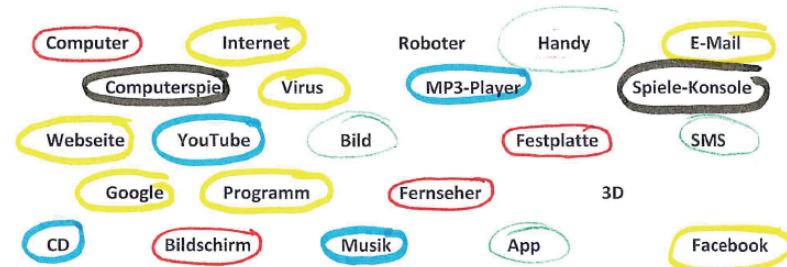 Computer Internet Roboter Handy E-Mail
Computerspiel Virus MP3-Player Spiele-Konsole
Webseite YouTube Bild Festplatte SMS
Google Programm Fernseher 3D
CD Bildschirm Musik App Facebook